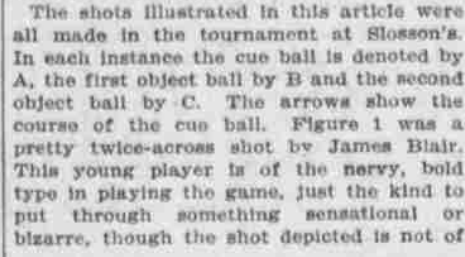 The shots illustrated in this article were
all made in the tournament at Slosson's.
In each instance the cue ball is denoted by
A, the first object ball by B and the second
object ball by C. The arrows show the
course of the cue ball. Figure 1 was a
pretty twice-across shot by James Blair.
This young player is of the nervy, bold
type in playing the game, just the kind to
put through something sensational or
bizarre, though the shot depicted is not of